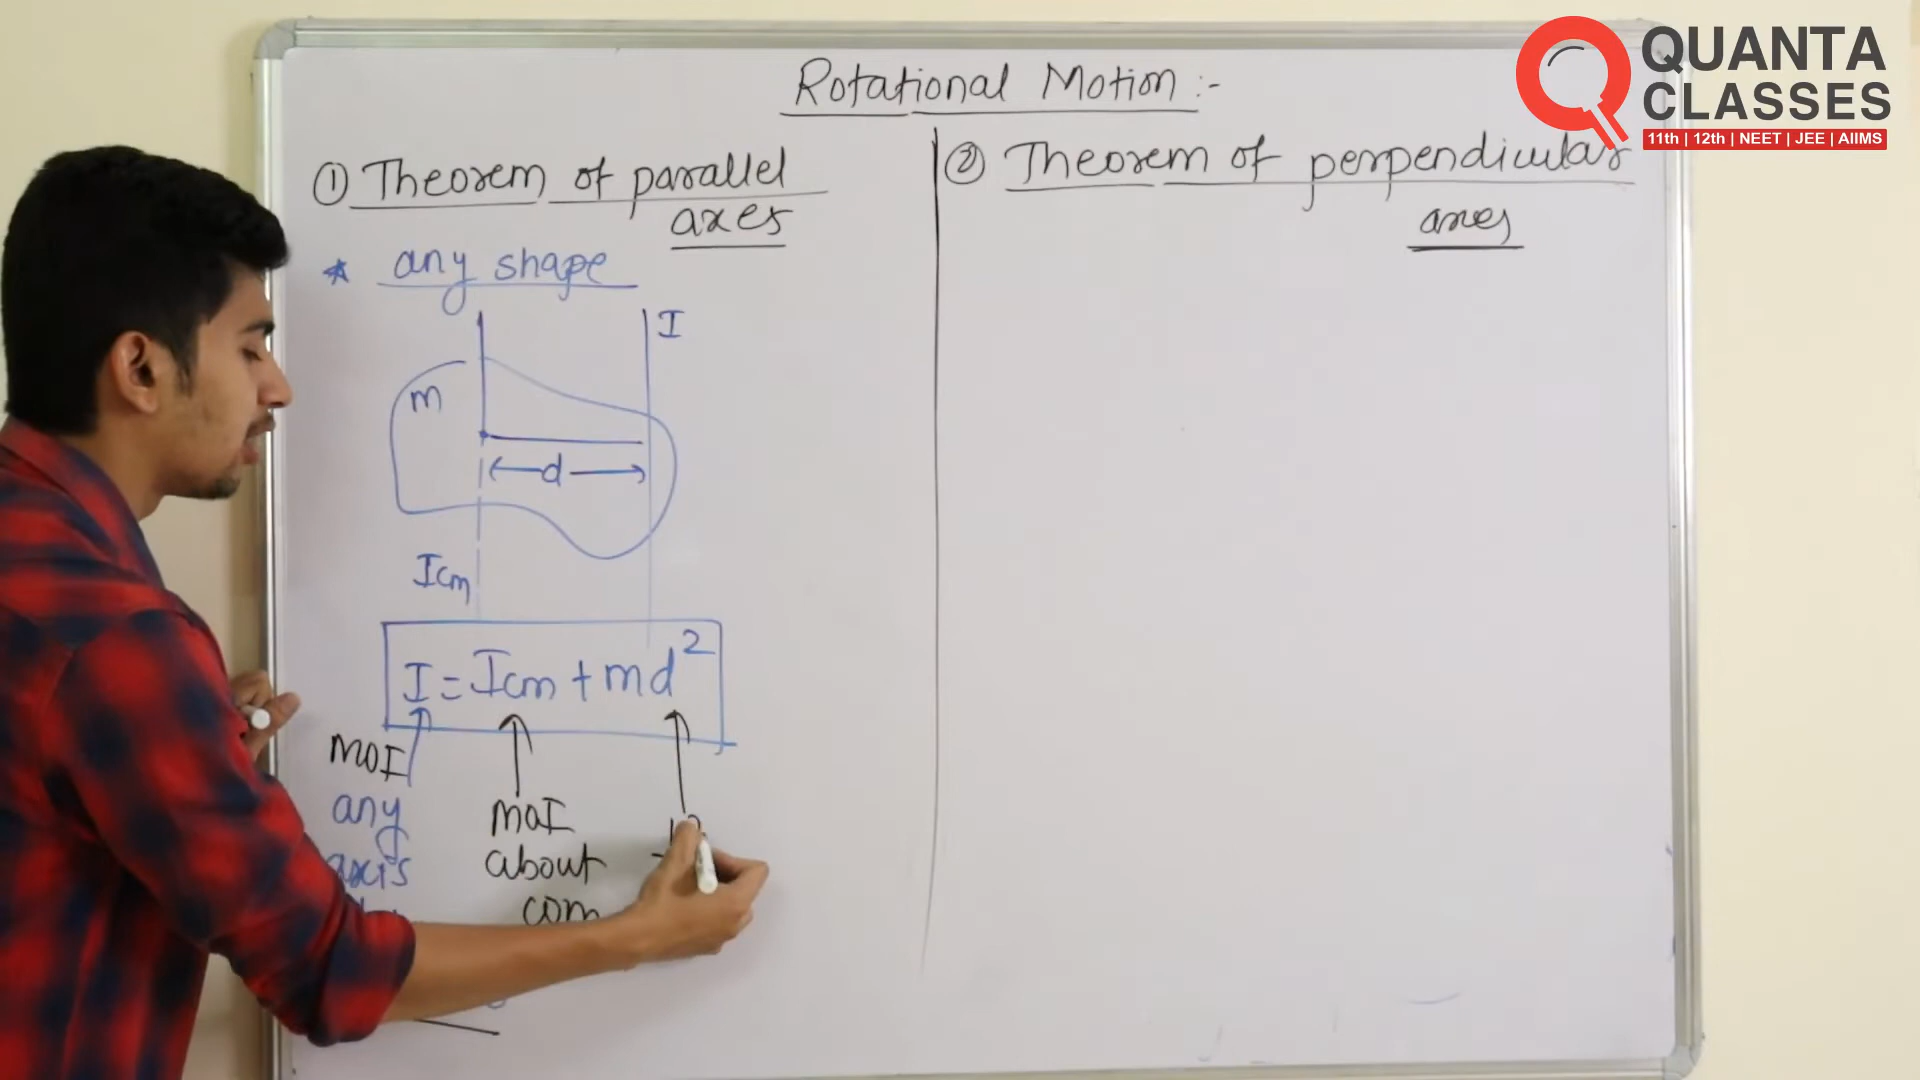 Rotational Motion :-
① Theorem of parallel
axes
* any shape
I
m
d
Icm
I = Icm + md²
MOI
any
axis
MOI
about
com
② Theorem of perpendicular
axes
QUANTA
CLASSES
11th | 12th | NEET | JEE | AIIMS